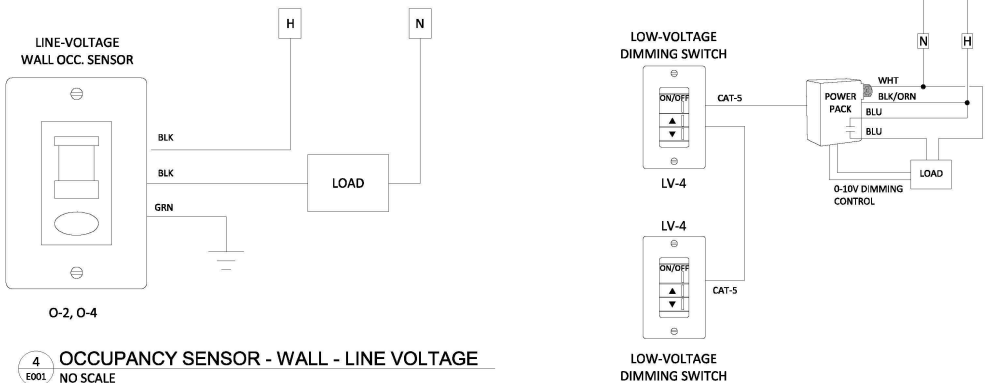 H
N
LINE-VOLTAGE
WALL OCC. SENSOR
BLK
BLK
LOAD
GRN
O-2, O-4
4
E001
OCCUPANCY SENSOR - WALL - LINE VOLTAGE
NO SCALE
LOW-VOLTAGE
DIMMING SWITCH
N
H
ON/OFF
CAT-5
POWER
PACK
WHT
BLK/ORN
BLU
BLU
LOAD
0-10V DIMMING
CONTROL
LV-4
LV-4
ON/OFF
CAT-5
LOW-VOLTAGE
DIMMING SWITCH